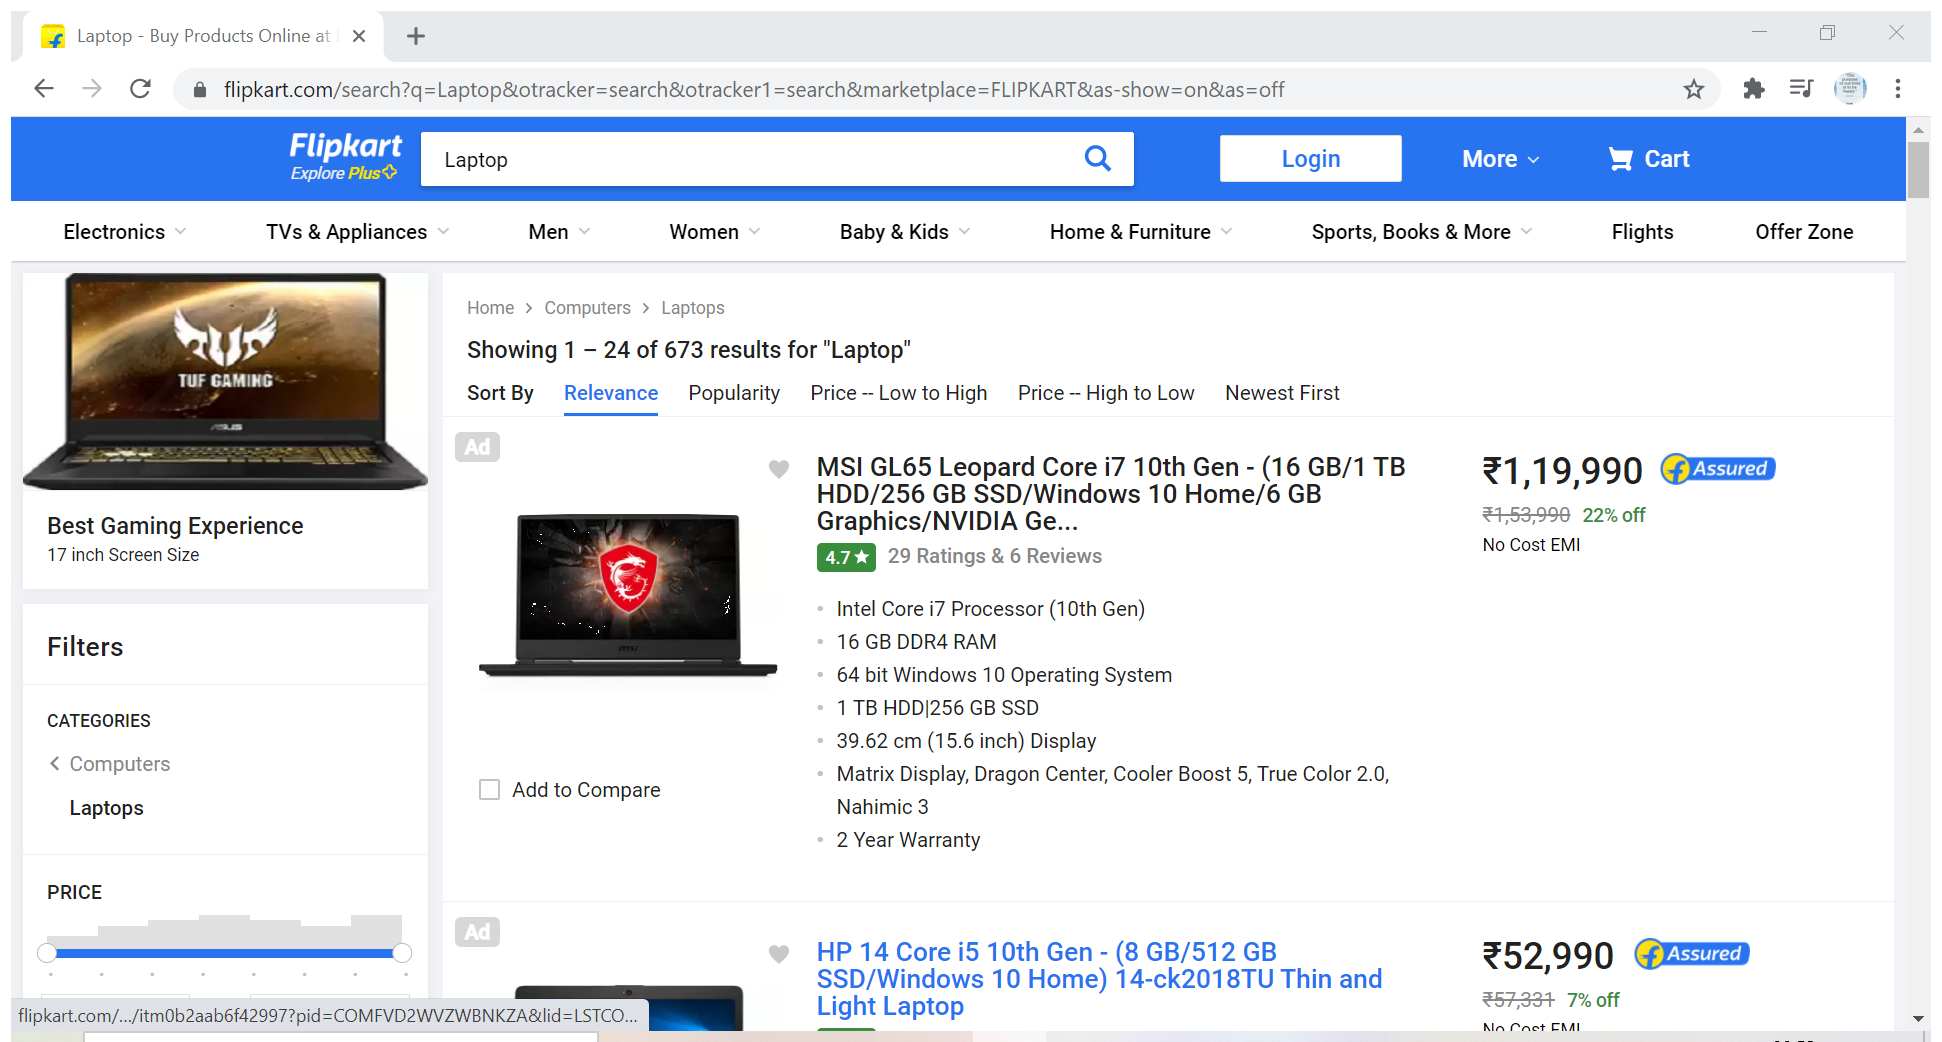 Laptop - Buy Products Online at
flipkart.com/search?q=Laptop&otracker=search&otracker1=search&marketplace=FLIPKART&as-show=on&as=off
Flipkart
Explore Plus
Laptop
Login
More
Cart
Electronics
TVs & Appliances
Men
Women
Baby & Kids
Home & Furniture
Sports, Books & More
Flights
Offer Zone
TUF GAMING
ASUS
Best Gaming Experience
17 inch Screen Size
Filters
CATEGORIES
Computers
Laptops
PRICE
Home
Computers
Laptops
Showing 1 – 24 of 673 results for "Laptop"
Sort By
Relevance
Popularity
Price -- Low to High
Price -- High to Low
Newest First
Ad
MSI GL65 Leopard Core i7 10th Gen - (16 GB/1 TB
HDD/256 GB SSD/Windows 10 Home/6 GB
Graphics/NVIDIA Ge...
4.7
29 Ratings & 6 Reviews
Intel Core i7 Processor (10th Gen)
16 GB DDR4 RAM
64 bit Windows 10 Operating System
1 TB HDD|256 GB SSD
39.62 cm (15.6 inch) Display
Matrix Display, Dragon Center, Cooler Boost 5, True Color 2.0,
Nahimic 3
2 Year Warranty
msi
Add to Compare
₹1,19,990
Assured
₹1,53,990 22% off
No Cost EMI
Ad
HP 14 Core i5 10th Gen - (8 GB/512 GB
SSD/Windows 10 Home) 14-ck2018TU Thin and
Light Laptop
₹52,990
Assured
₹57,331 7% off
No Cost EMI
flipkart.com/.../itm0b2aab6f42997?pid=COMFVD2WVZWBNKZA&lid=LSTCO...